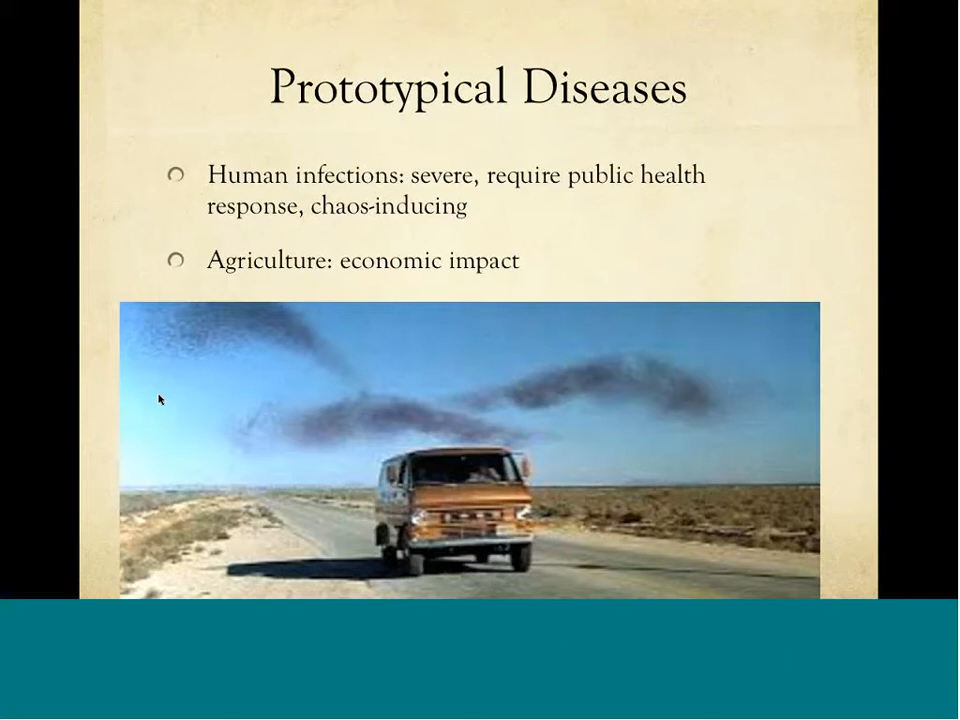 Prototypical Diseases
Human infections: severe, require public health
response, chaos-inducing
Agriculture: economic impact